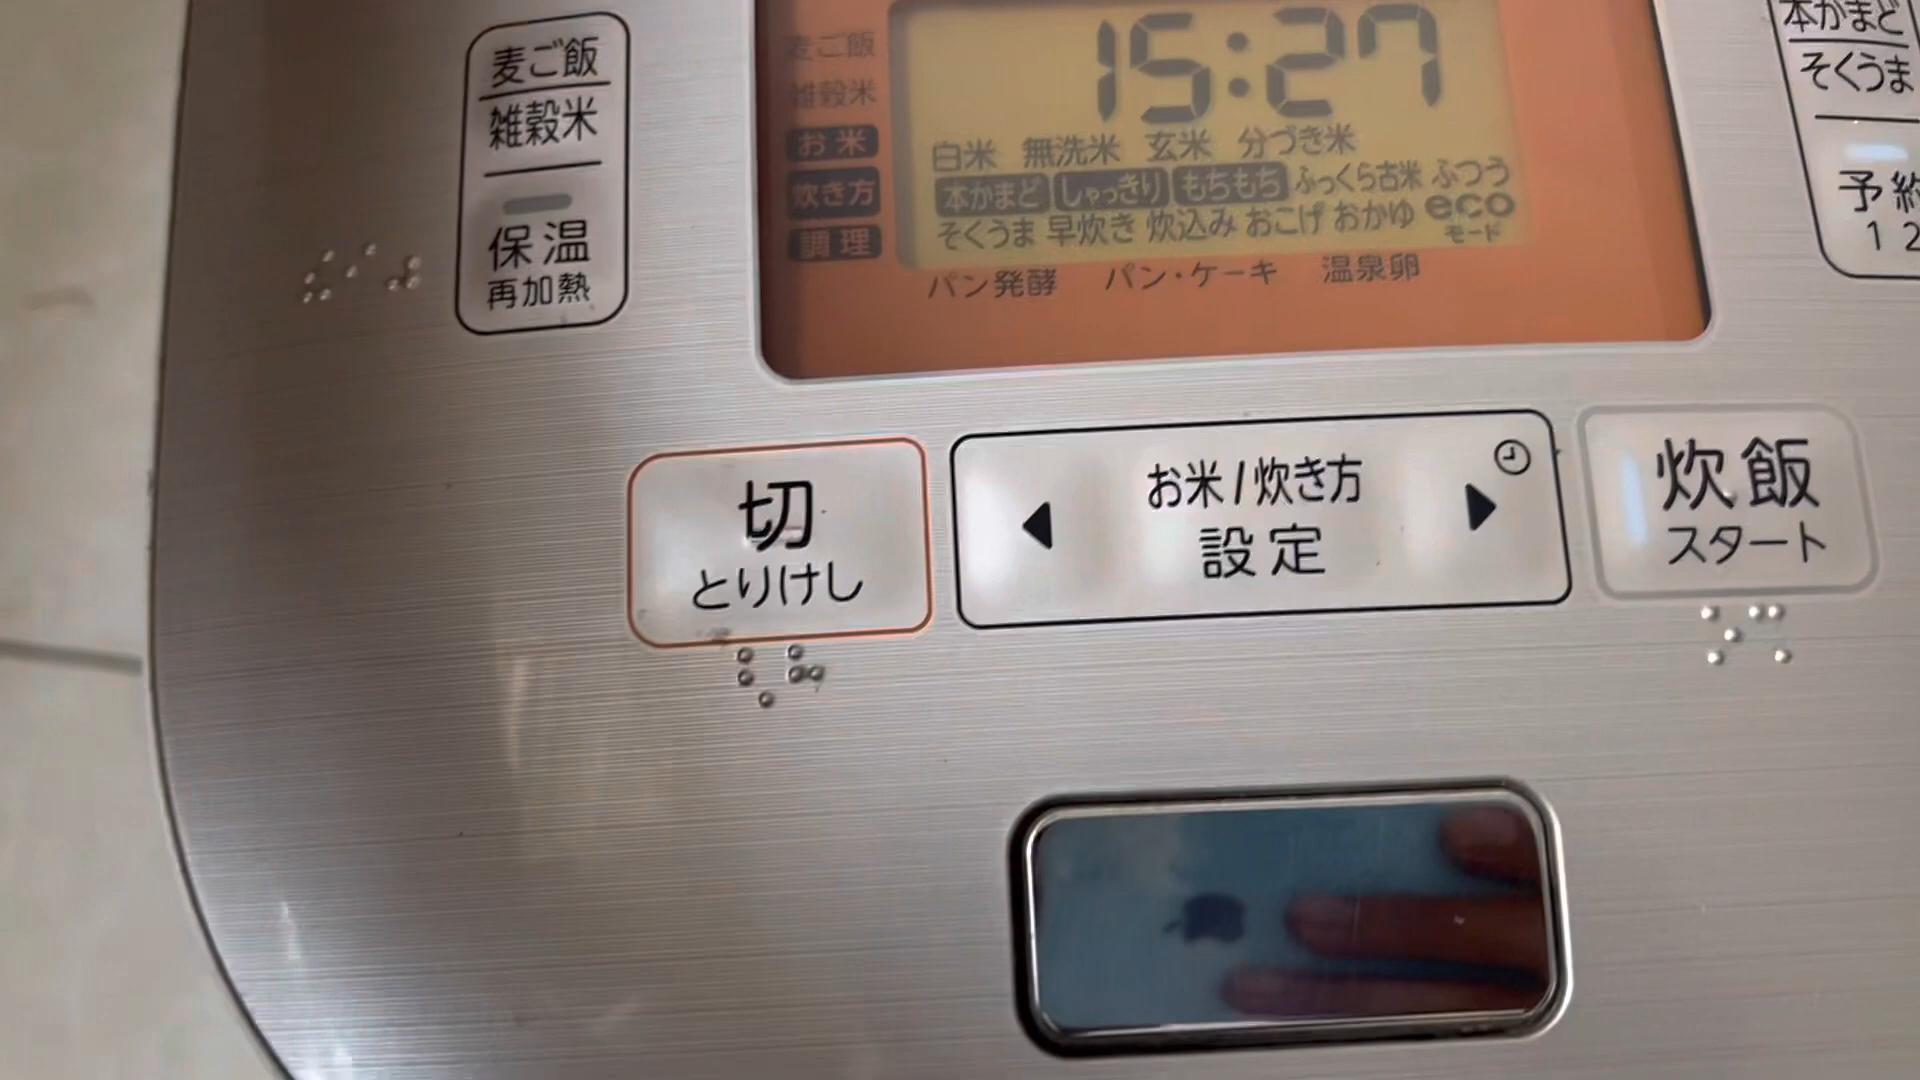 麦ご飯
雑穀米
保温
再加熱
15:27
麦ご飯
雑穀米
お米
白米 無洗米 玄米 分づき米
炊き方
本かまど しゃっきり もちもち ふっくら古米 ふつう
そくうま 早炊き 炊込み おこげ おかゆ eco
モード
調理
パン発酵 パン・ケーキ 温泉卵
本かまど
そくうま
予約
1 2
切
とりけし
お米/炊き方
設定
炊飯
スタート